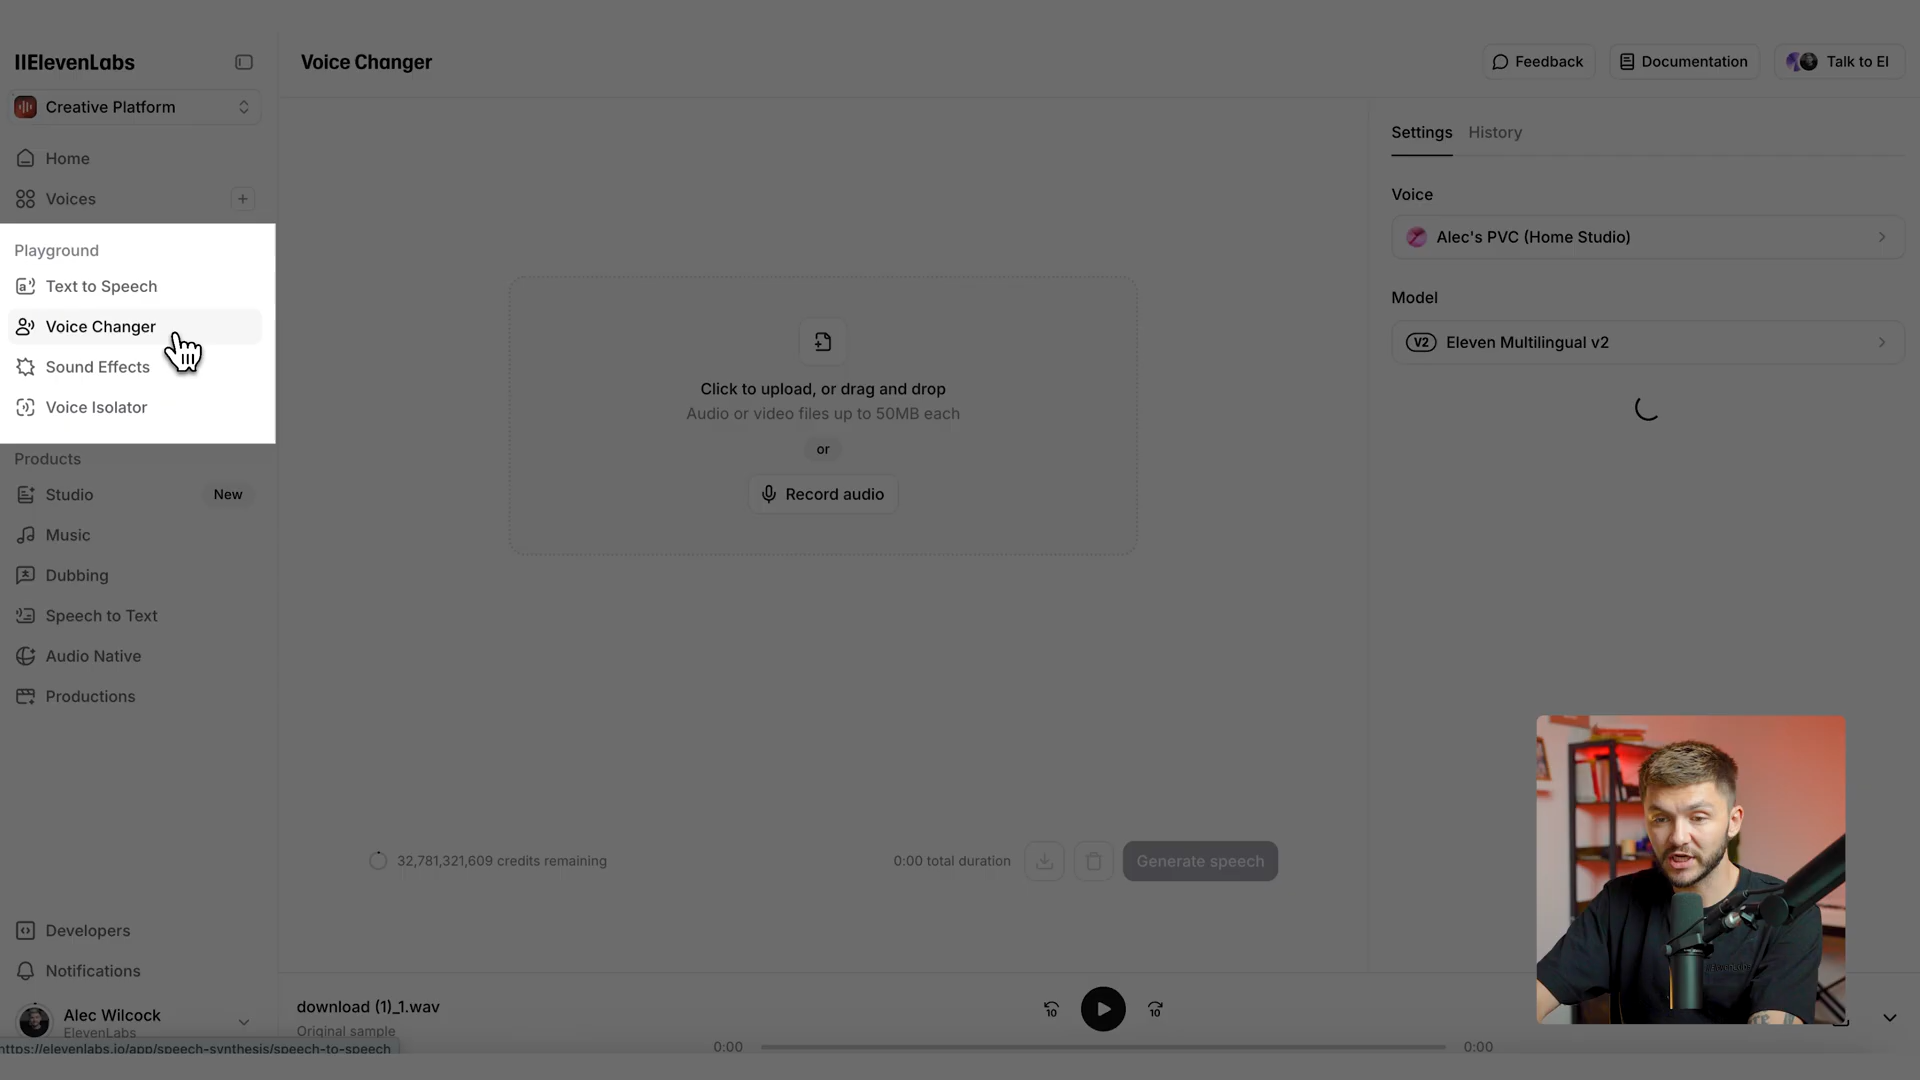 IIElevenLabs
Creative Platform
Home
Voices
Playground
Text to Speech
Voice Changer
Sound Effects
Voice Isolator
Products
Studio New
Music
Dubbing
Speech to Text
Audio Native
Productions
Developers
Notifications
Alec Wilcock
ElevenLabs
https://elevenlabs.io/app/speech-synthesis/speech-to-speech
Voice Changer
Feedback
Documentation
Talk to El
Click to upload, or drag and drop
Audio or video files up to 50MB each
or
Record audio
32,781,321,609 credits remaining
0:00 total duration
Generate speech
Settings History
Voice
Alec's PVC (Home Studio)
Model
V2 Eleven Multilingual v2
download (1)_1.wav
Original sample
10
10
0:00
0:00